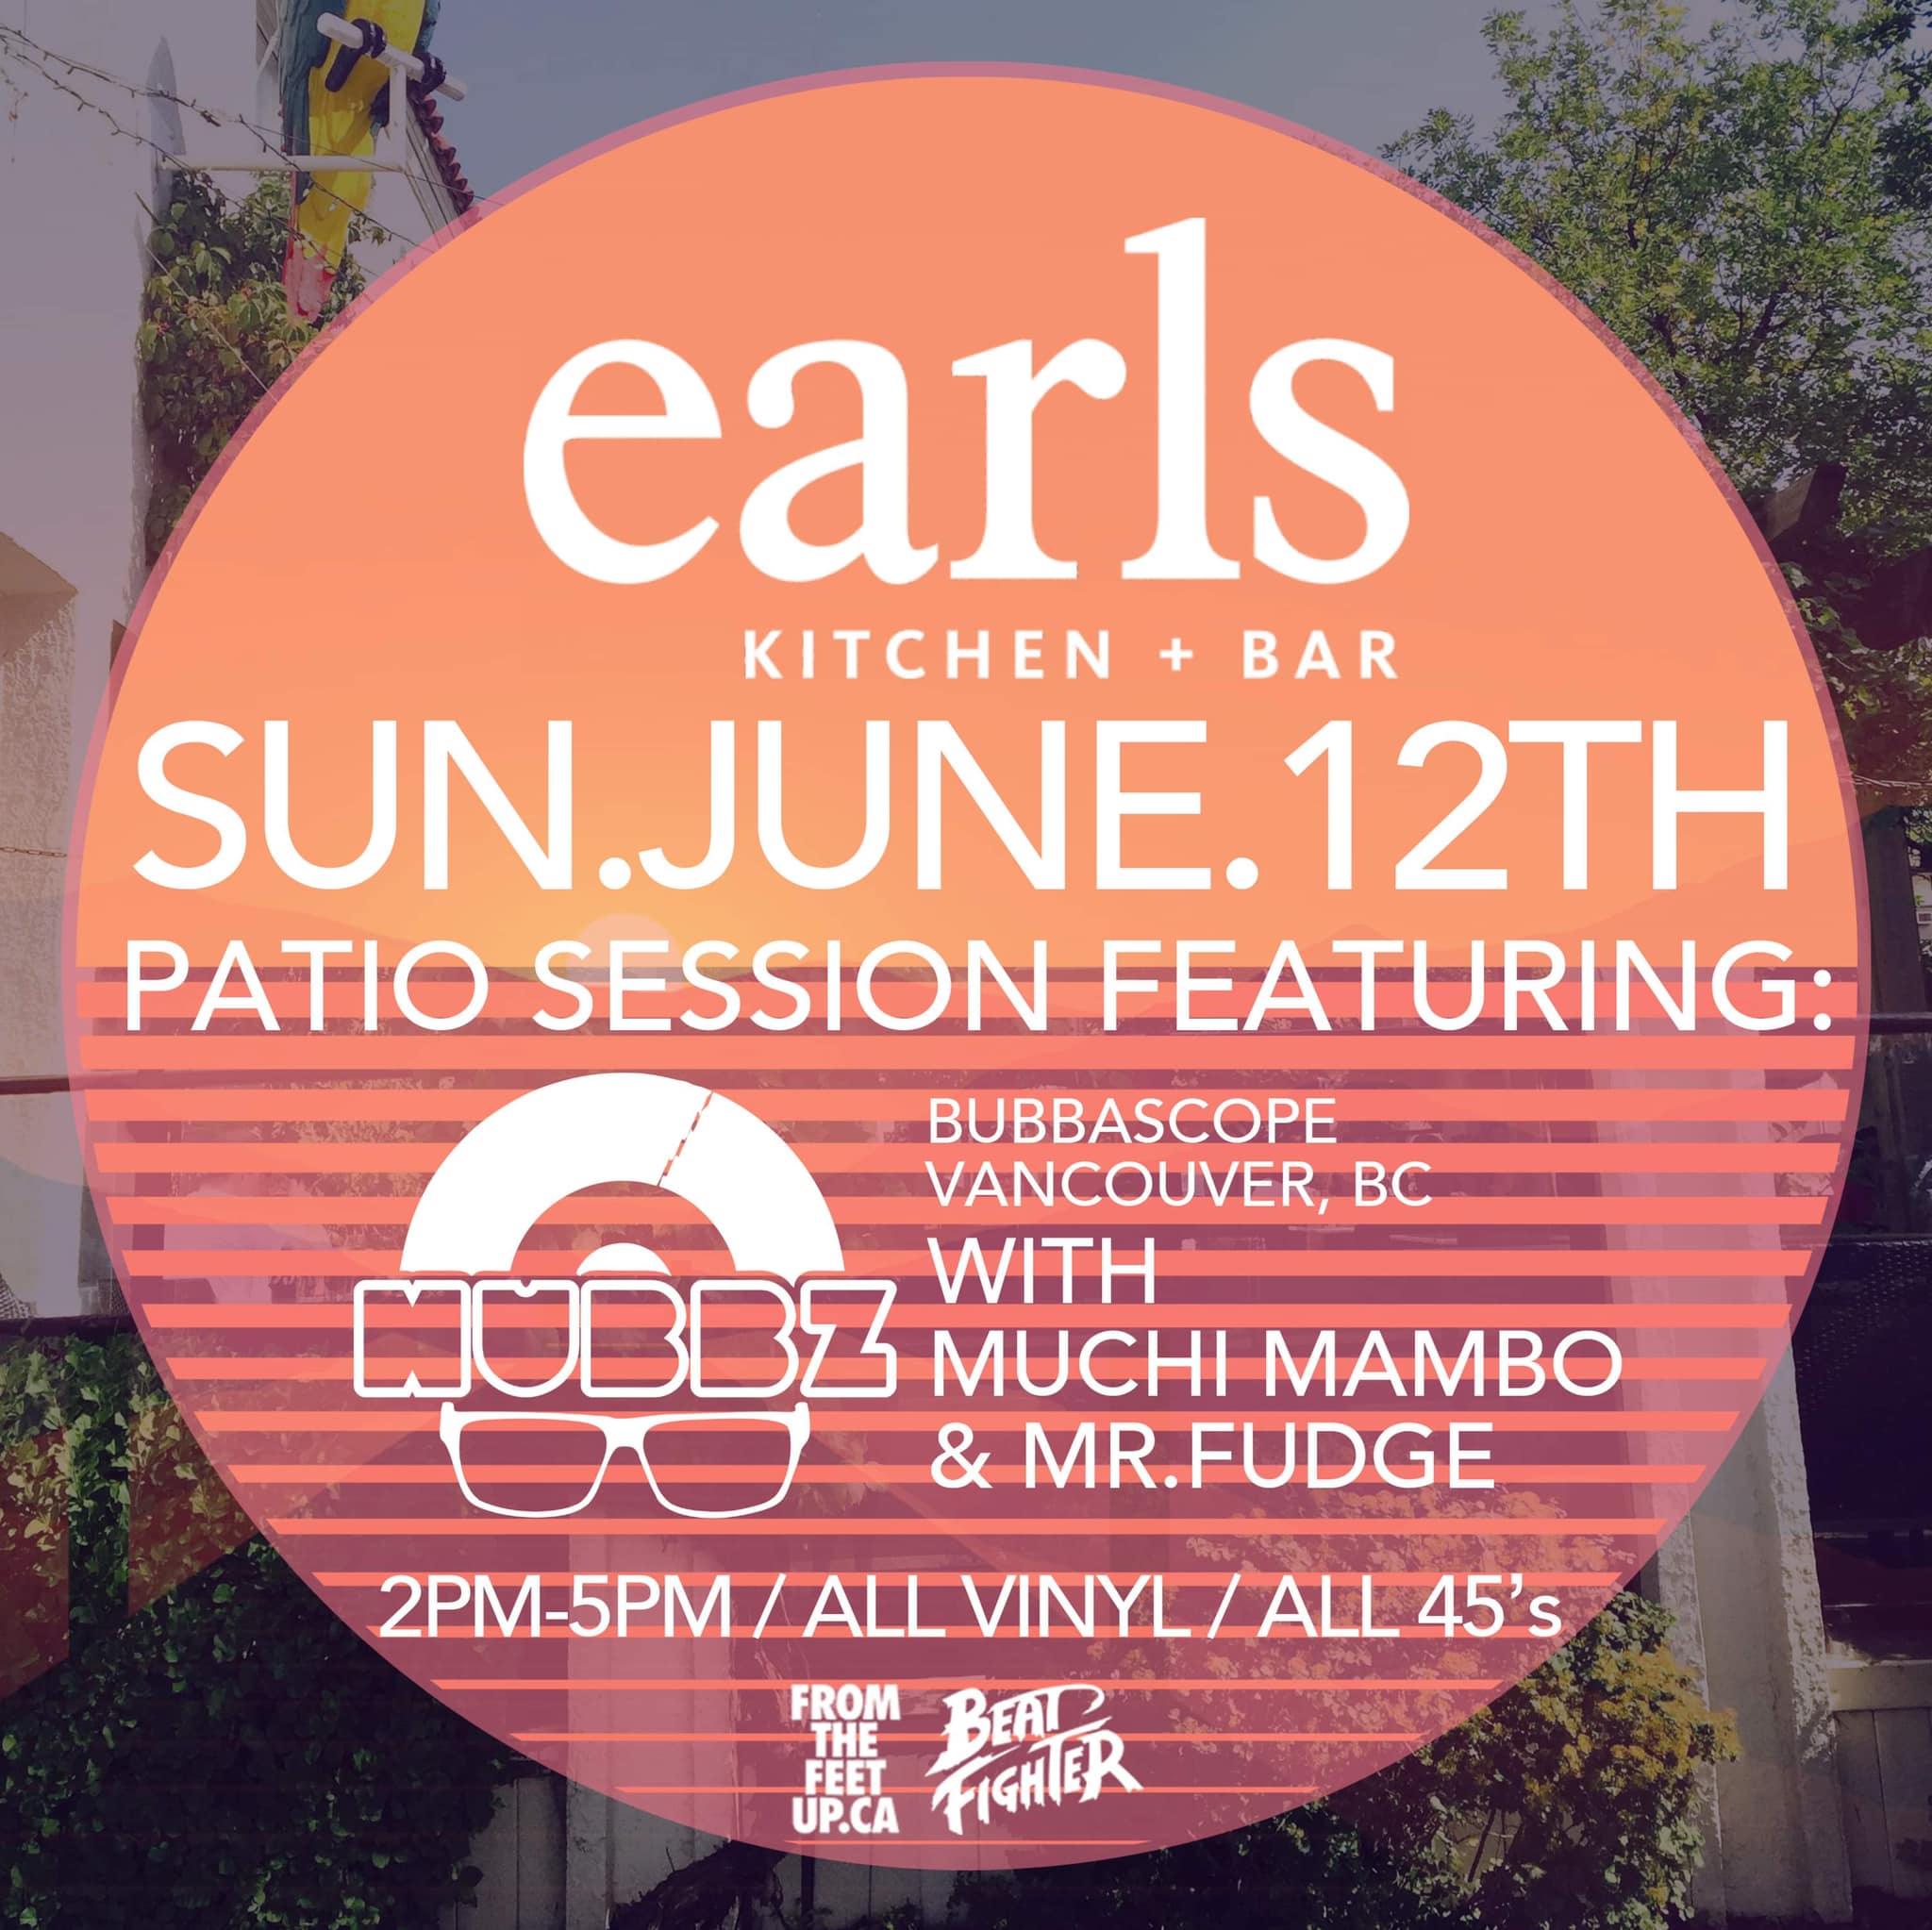 earls
KITCHEN + BAR
SUN.JUNE.12TH
PATIO SESSION FEATURING:
NUBBZ
BUBBASCOPE
VANCOUVER, BC
WITH
MUCHI MAMBO
& MR.FUDGE
2PM-5PM / ALL VINYL / ALL 45's
FROM
THE
FEET
UP.CA
BEAT
FIGHTER